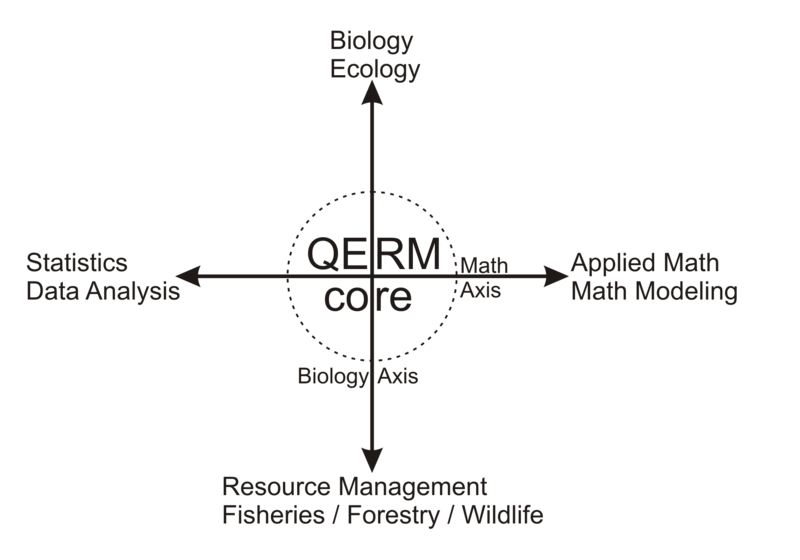 Biology
Ecology
QERM
core
Statistics
Data Analysis
Math
Axis
Applied Math
Math Modeling
Biology Axis
Resource Management
Fisheries / Forestry / Wildlife